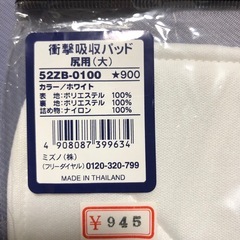 衝撃吸収パッド
尻用(大)
52ZB-0100 ★900
カラー/ホワイト
表 地:ポリエステル 100%
裏 地:ポリエステル 100%
詰め物:ナイロン 100%
ミズノ(株)
(フリーダイヤル)0120-320-799
MADE IN THAILAND
4 908087 399634
¥945